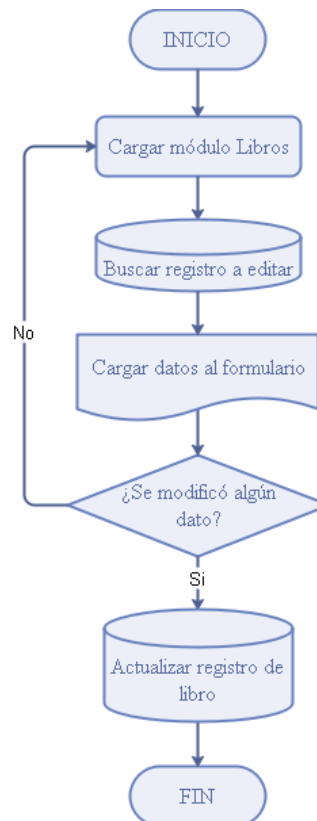 INICIO
Cargar módulo Libros
Buscar registro a editar
No
Cargar datos al formulario
¿Se modificó algún
dato?
Si
Actualizar registro de
libro
FIN